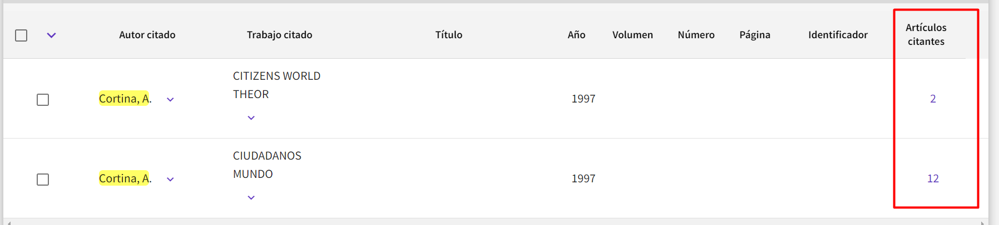 Autor citado Trabajo citado Título Año Volumen Número Página Identificador Artículos citantes
CITIZENS WORLD
THEOR
Cortina, A. 1997 2
CIUDADANOS
MUNDO
Cortina, A. 1997 12